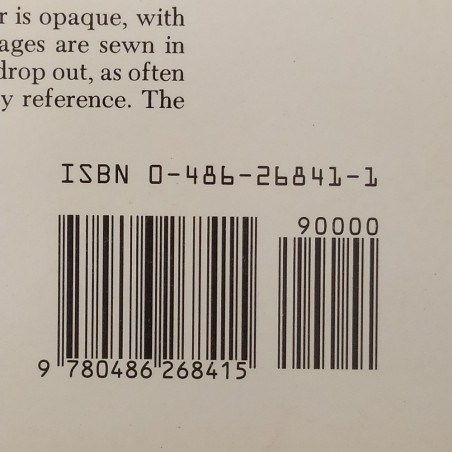 r is opaque, with
ages are sewn in
drop out, as often
y reference. The
ISBN 0-486-26841-1
90000
9 780486 268415